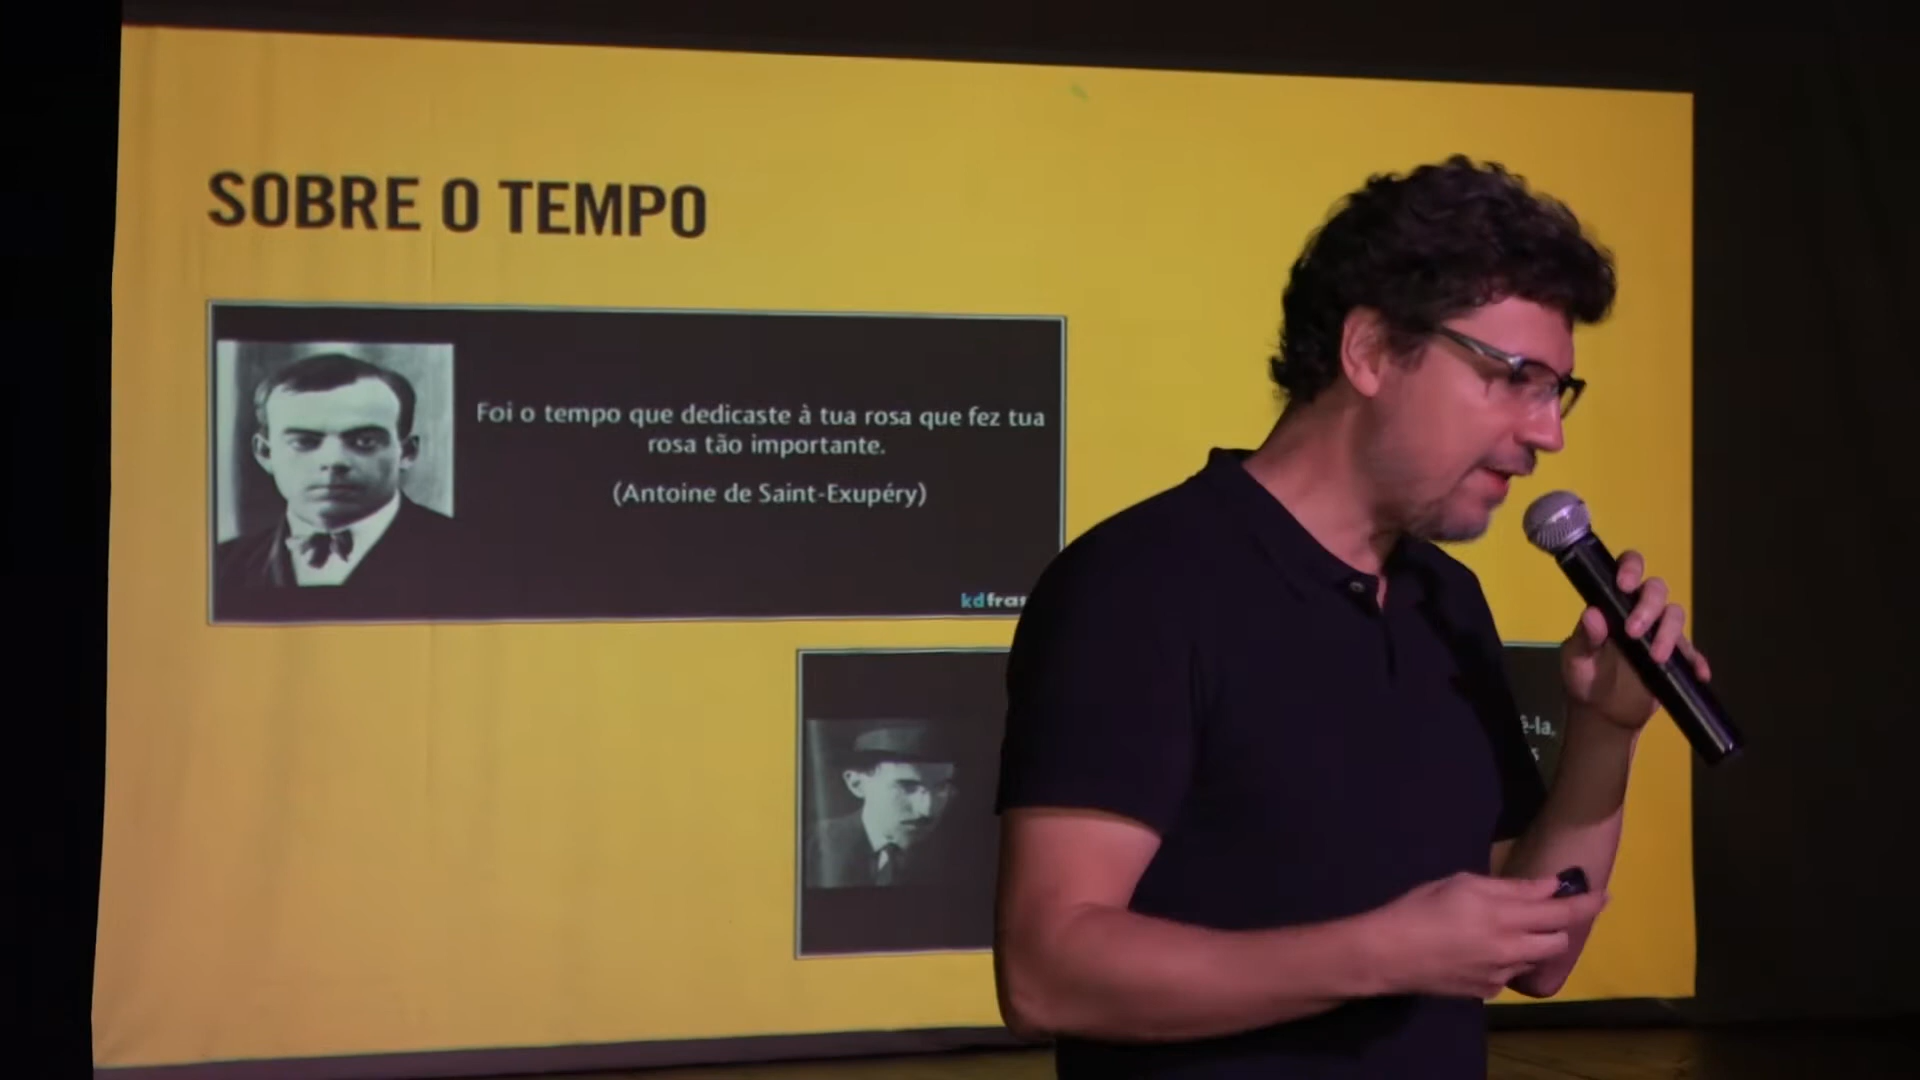 SOBRE O TEMPO
Foi o tempo que dedicaste à tua rosa que fez tua
rosa tão importante.
(Antoine de Saint-Exupéry)
kdfras